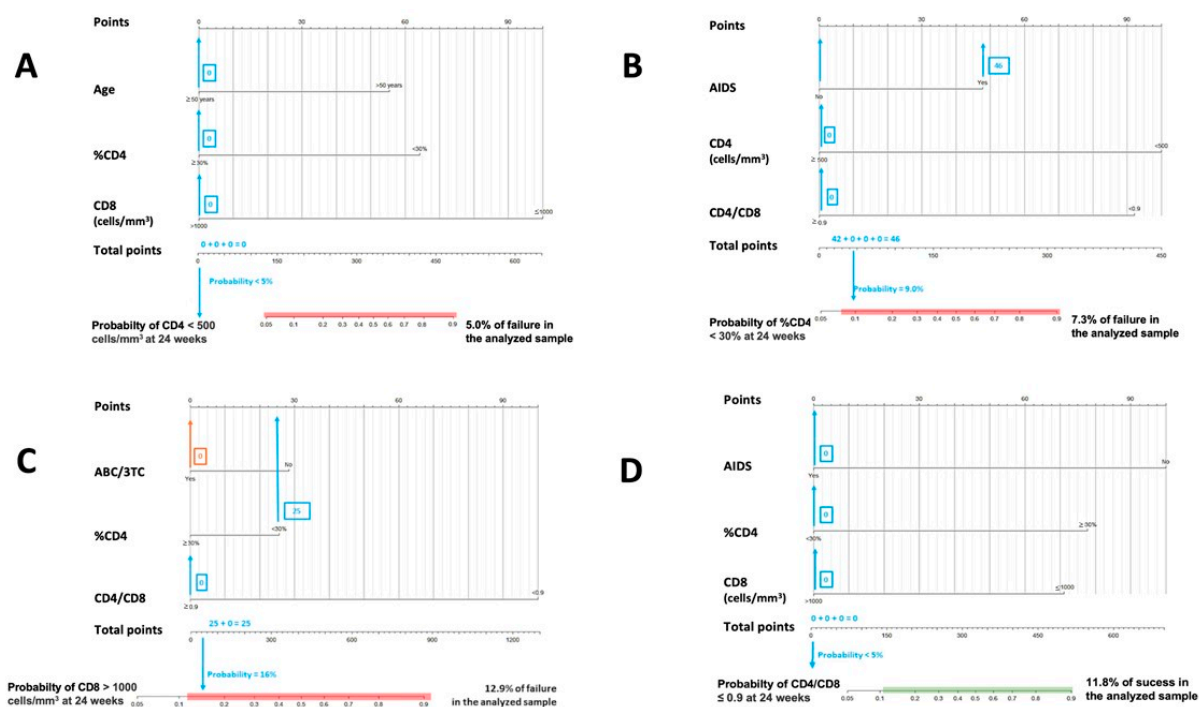 A
Points
0
30
60
90
0
Age
≥50 years
>50 years
0
%CD4
≥30%
<30%
0
CD8
(cells/mm³)
>1000
≤1000
Total points
0 + 0 + 0 = 0
0
150
300
450
600
Probability < 5%
Probabilty of CD4 < 500
cells/mm³ at 24 weeks
0.05
0.1
0.2
0.3
0.4
0.5
0.6
0.7
0.8
0.9
5.0% of failure in
the analyzed sample
B
Points
0
30
60
90
46
AIDS
No
Yes
0
CD4
(cells/mm³)
≥ 500
<500
0
CD4/CD8
≥ 0.9
<0.9
Total points
42 + 0 + 0 + 0 = 46
0
150
300
450
Probability = 9.0%
Probabilty of %CD4
< 30% at 24 weeks
0.05
0.1
0.2
0.3
0.4
0.5
0.6
0.7
0.8
0.9
7.3% of failure in
the analyzed sample
C
Points
0
30
60
90
0
ABC/3TC
Yes
No
25
%CD4
≥30%
<30%
0
CD4/CD8
≥ 0.9
<0.9
Total points
25 + 0 = 25
0
300
600
900
1200
Probability = 16%
Probabilty of CD8 > 1000
cells/mm³ at 24 weeks
0.05
0.1
0.2
0.3
0.4
0.5
0.6
0.7
0.8
0.9
12.9% of failure
in the analyzed sample
D
Points
0
30
60
90
0
AIDS
Yes
No
0
%CD4
<30%
≥ 30%
0
CD8
(cells/mm³)
>1000
≤1000
Total points
0 + 0 + 0 = 0
0
150
300
450
600
Probability < 5%
Probabilty of CD4/CD8
≤ 0.9 at 24 weeks
0.05
0.1
0.2
0.3
0.4
0.5
0.6
0.7
0.8
0.9
11.8% of sucess in
the analyzed sample